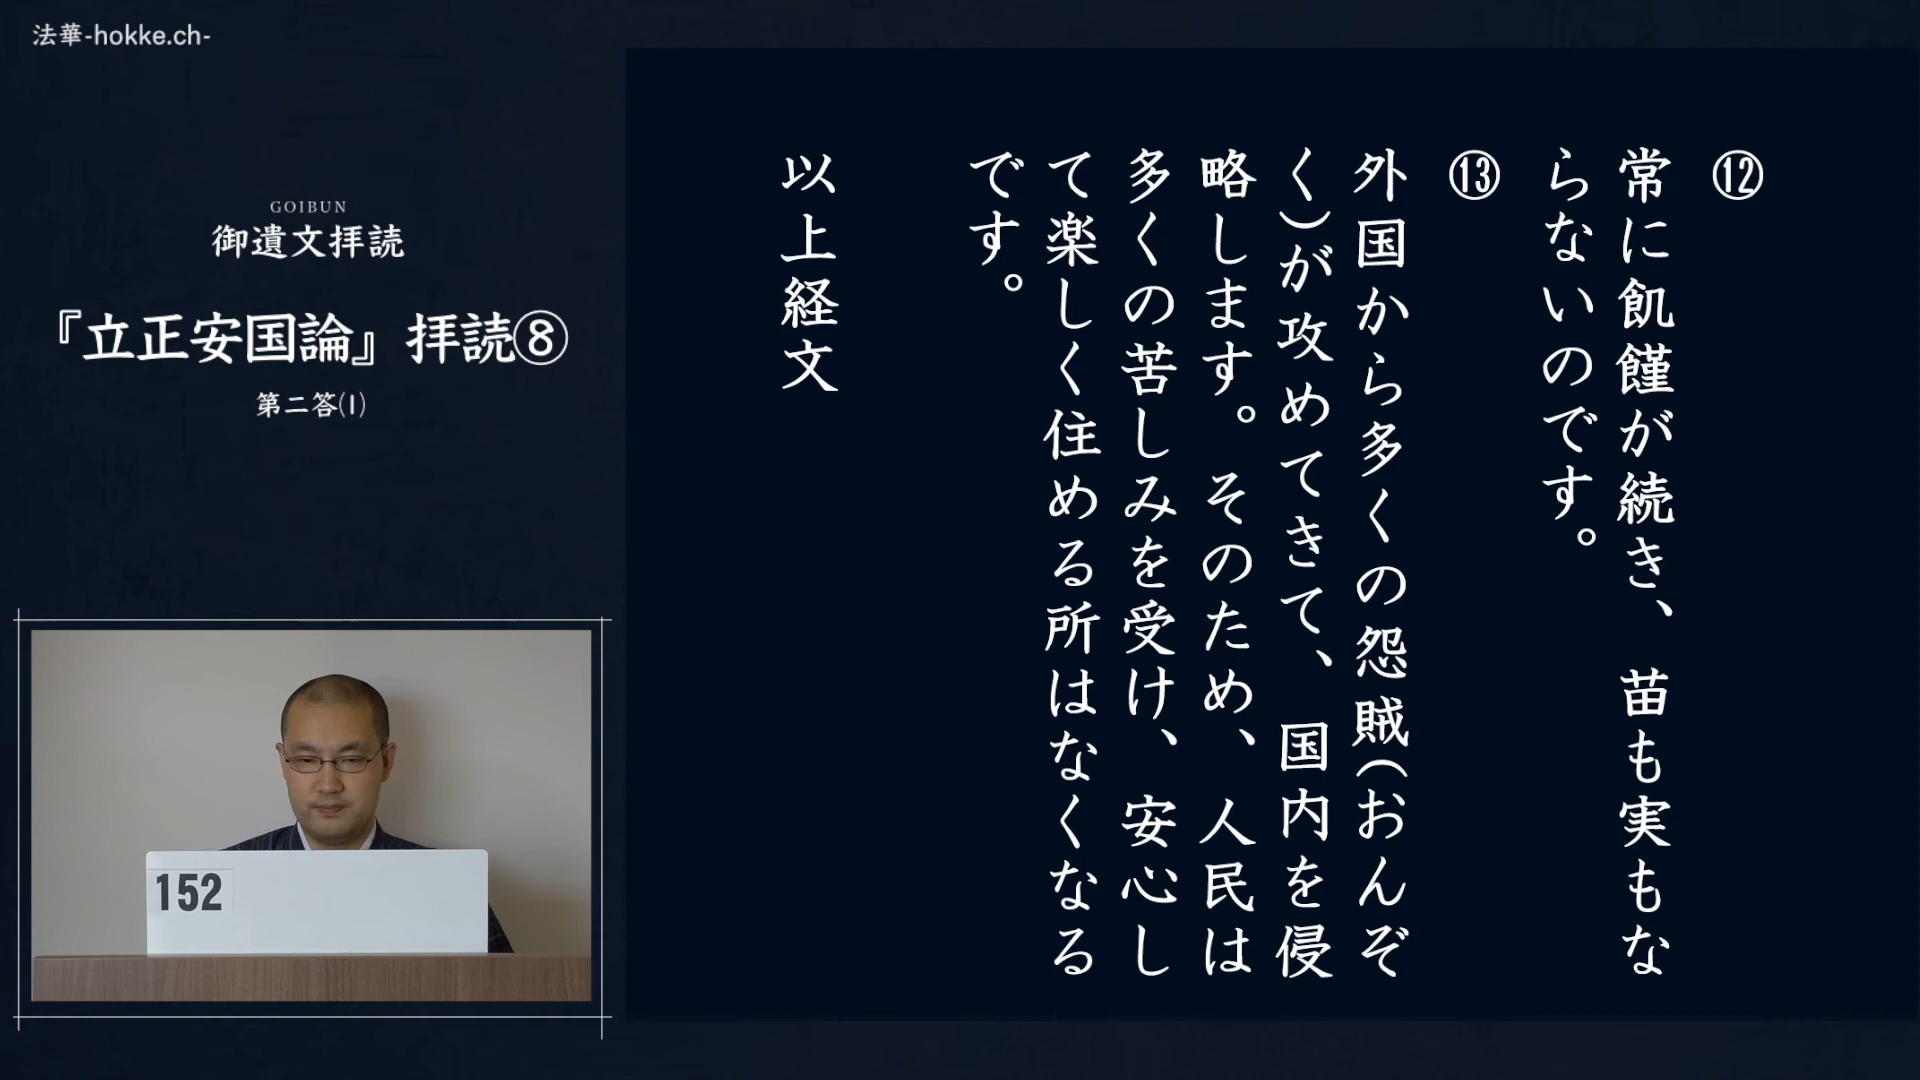 法華-hokke.ch-
GOIBUN
御遺文拝読
『立正安国論』拝読⑧
第二答(1)
152
⑫
常に飢饉が続き、苗も実もな
らないのです。
⑬
外国から多くの怨賊(おんぞ
く)が攻めてきて、国内を侵
略します。そのため、人民は
多くの苦しみを受け、安心し
て楽しく住める所はなくなる
です。
以上経文